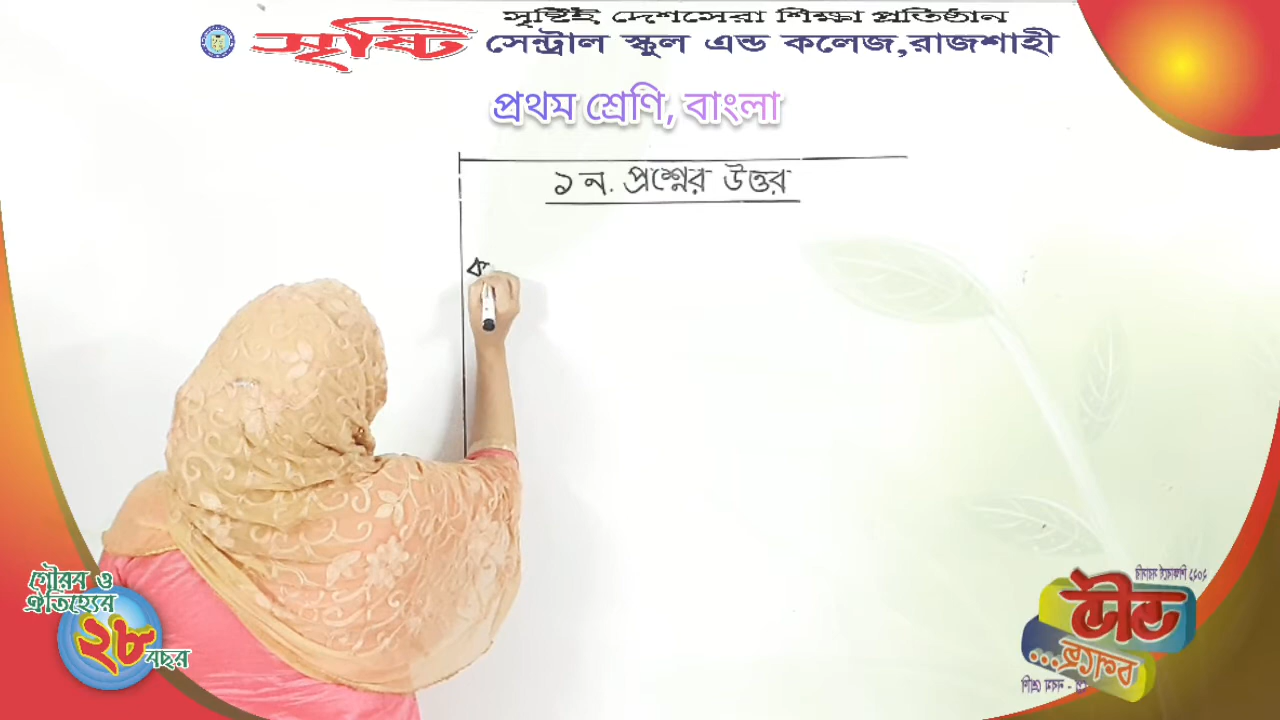 সৃষ্টিই দেশসেরা শিক্ষা প্রতিষ্ঠান
সৃষ্টি সেন্ট্রাল স্কুল এন্ড কলেজ,রাজশাহী
প্রথম শ্রেণি, বাংলা
১ ন. প্রশ্নের উত্তর
ক
গৌরব ও
ঐতিহ্যের
২৮ বছর